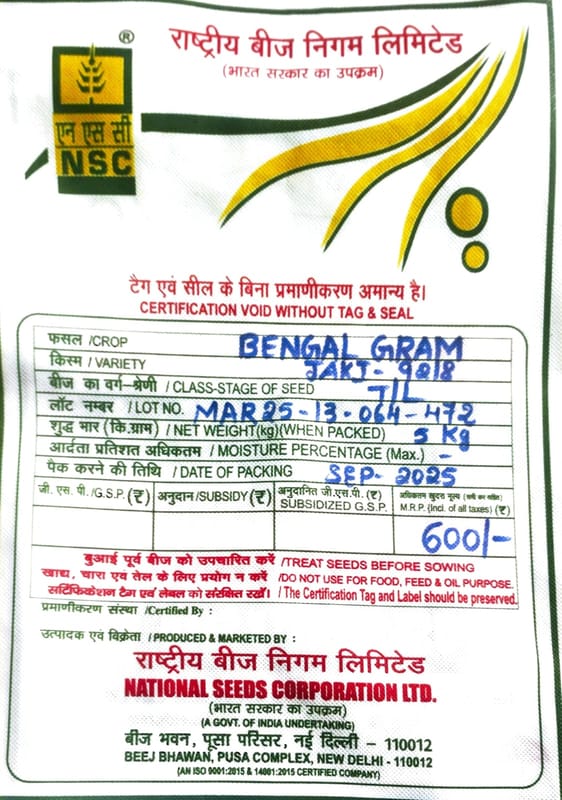 ®
राष्ट्रीय बीज निगम लिमिटेड
(भारत सरकार का उपक्रम)
एन एस सी
NSC
टैग एवं सील के बिना प्रमाणीकरण अमान्य है।
CERTIFICATION VOID WITHOUT TAG & SEAL
फसल /CROP BENGAL GRAM
किस्म / VARIETY JAKI-9218
बीज का वर्ग-श्रेणी / CLASS-STAGE OF SEED T/L
लॉट नम्बर / LOT NO. MAR25-13-064-472
शुद्ध भार (कि.ग्राम) / NET WEIGHT(kg)(WHEN PACKED) 5 Kg
आर्दता प्रतिशत अधिकतम / MOISTURE PERCENTAGE (Max.) -
पैक करने की तिथि / DATE OF PACKING SEP-2025
जी. एस. पी./G.S.P. (₹) अनुदान/SUBSIDY (₹) अनुदानित जी.एस.पी. (₹) SUBSIDIZED G.S.P. अधिकतम खुदरा मूल्य (सभी कर सहित) M.R.P. (Incl. of all taxes) (₹)
600/-
बुआई पूर्व बीज को उपचारित करें /TREAT SEEDS BEFORE SOWING
खाद्य, चारा एवं तेल के लिए प्रयोग न करें /DO NOT USE FOR FOOD, FEED & OIL PURPOSE.
सर्टिफिकेशन टैग एवं लेबल को संरक्षित रखें। / The Certification Tag and Label should be preserved.
प्रमाणीकरण संस्था /Certified By :
उत्पादक एवं विक्रेता / PRODUCED & MARKETED BY :
राष्ट्रीय बीज निगम लिमिटेड
NATIONAL SEEDS CORPORATION LTD.
(भारत सरकार का उपक्रम)
(A GOVT. OF INDIA UNDERTAKING)
बीज भवन, पूसा परिसर, नई दिल्ली – 110012
BEEJ BHAWAN, PUSA COMPLEX, NEW DELHI - 110012
(AN ISO 9001:2015 & 14001:2015 CERTIFIED COMPANY)